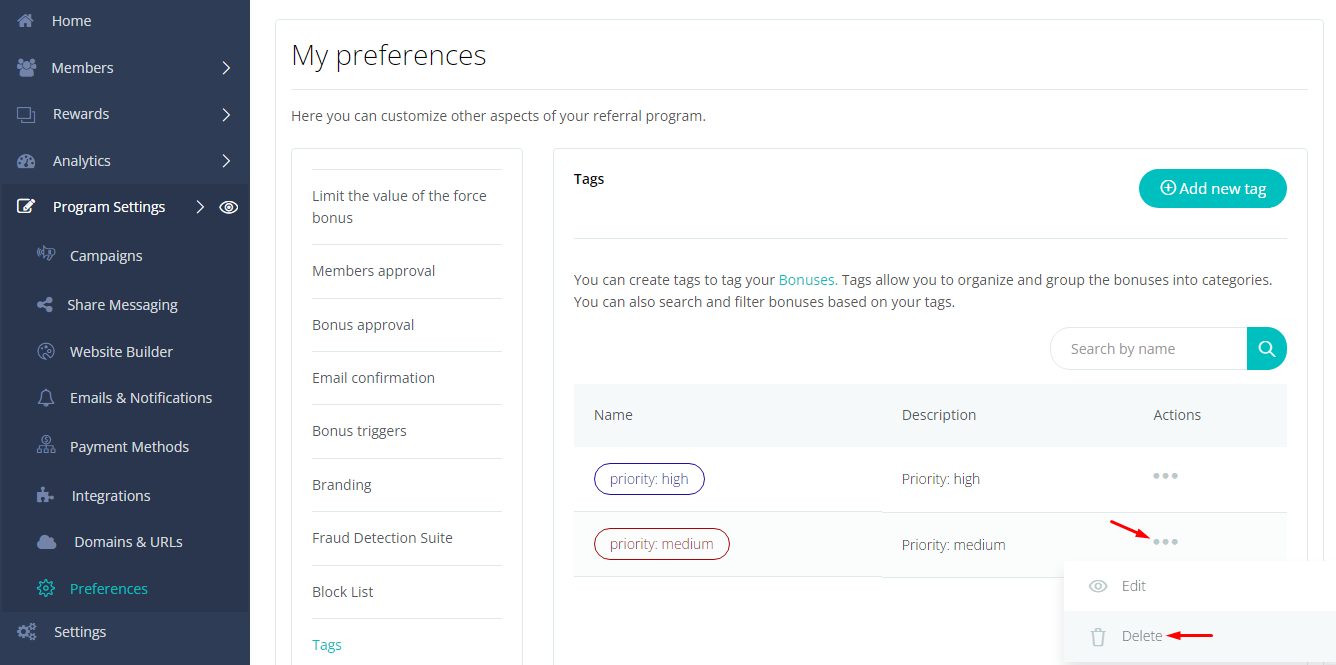 Home
Members
Rewards
Analytics
Program Settings
Campaigns
Share Messaging
Website Builder
Emails & Notifications
Payment Methods
Integrations
Domains & URLs
Preferences
Settings
My preferences
Here you can customize other aspects of your referral program.
Limit the value of the force
bonus
Members approval
Bonus approval
Email confirmation
Bonus triggers
Branding
Fraud Detection Suite
Block List
Tags
Tags
Add new tag
You can create tags to tag your Bonuses. Tags allow you to organize and group the bonuses into categories.
You can also search and filter bonuses based on your tags.
Search by name
Name Description Actions
priority: high Priority: high
priority: medium Priority: medium
Edit
Delete